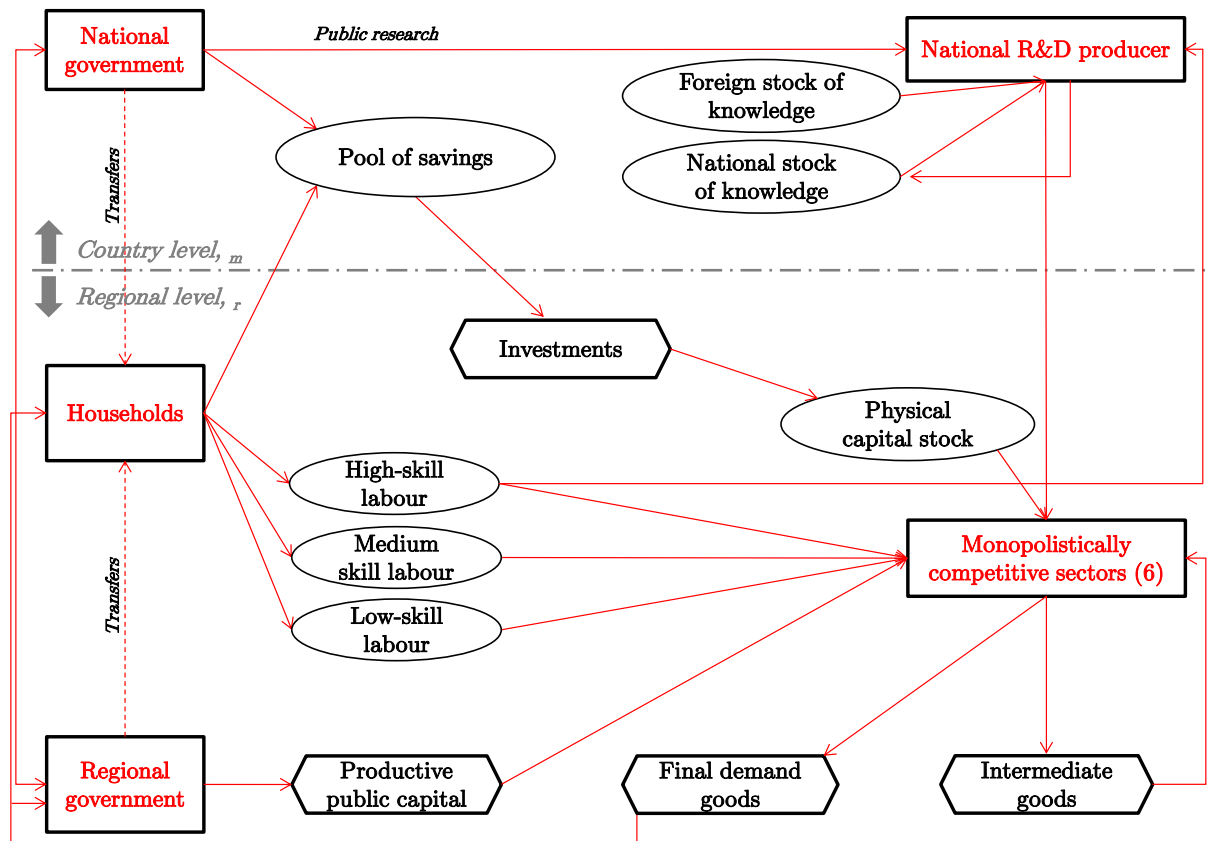 National
government
Public research
National R&D producer
Foreign stock of
knowledge
Pool of savings
National stock
of knowledge
Transfers
Country level, m
Regional level, r
Investments
Households
Physical
capital stock
High-skill
labour
Medium
skill labour
Low-skill
labour
Monopolistically
competitive sectors (6)
Transfers
Regional
government
Productive
public capital
Final demand
goods
Intermediate
goods